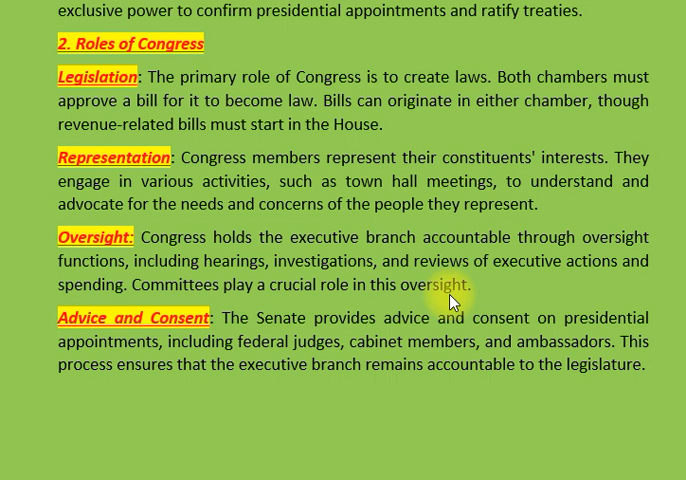 exclusive power to confirm presidential appointments and ratify treaties.
2. Roles of Congress
Legislation: The primary role of Congress is to create laws. Both chambers must
approve a bill for it to become law. Bills can originate in either chamber, though
revenue-related bills must start in the House.
Representation: Congress members represent their constituents' interests. They
engage in various activities, such as town hall meetings, to understand and
advocate for the needs and concerns of the people they represent.
Oversight: Congress holds the executive branch accountable through oversight
functions, including hearings, investigations, and reviews of executive actions and
spending. Committees play a crucial role in this oversight.
Advice and Consent: The Senate provides advice and consent on presidential
appointments, including federal judges, cabinet members, and ambassadors. This
process ensures that the executive branch remains accountable to the legislature.